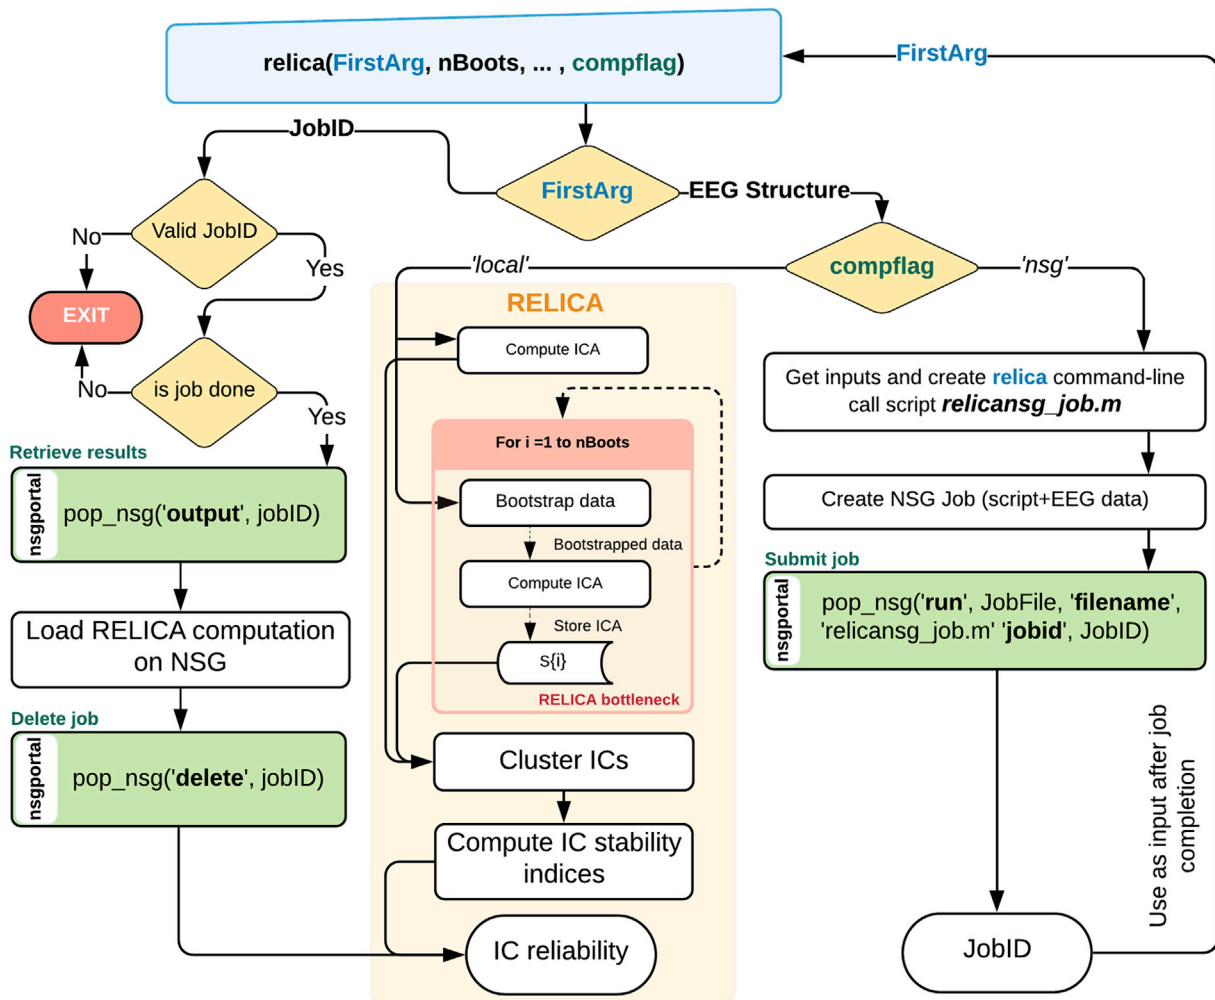 relica(FirstArg, nBoots, ... , compflag)
FirstArg
JobID
FirstArg
EEG Structure
Valid JobID
No
Yes
EXIT
is job done
No
Yes
compflag
'local'
'nsg'
Retrieve results
nsgportal
pop_nsg('output', jobID)
Load RELICA computation
on NSG
Delete job
nsgportal
pop_nsg('delete', jobID)
RELICA
Compute ICA
For i =1 to nBoots
Bootstrap data
Bootstrapped data
Compute ICA
Store ICA
S{i}
RELICA bottleneck
Cluster ICs
Compute IC stability
indices
IC reliability
Get inputs and create relica command-line
call script relicansg_job.m
Create NSG Job (script+EEG data)
Submit job
nsgportal
pop_nsg('run', JobFile, 'filename',
'relicansg_job.m' 'jobid', JobID)
JobID
Use as input after job
completion